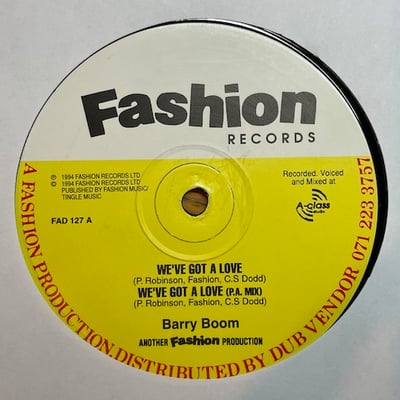 Fashion
RECORDS
℗ 1994 FASHION RECORDS LTD
© 1994 FASHION RECORDS LTD
PUBLISHED BY FASHION MUSIC/
TINGLE MUSIC
Recorded. Voiced
and Mixed at
A-class
studio
FAD 127 A
WE'VE GOT A LOVE
(P. Robinson, Fashion, C.S Dodd)
WE'VE GOT A LOVE (P.A. MIX)
(P. Robinson, Fashion, C.S Dodd)
Barry Boom
ANOTHER Fashion PRODUCTION
A FASHION PRODUCTION.DISTRIBUTED BY DUB VENDOR 071 223 3757